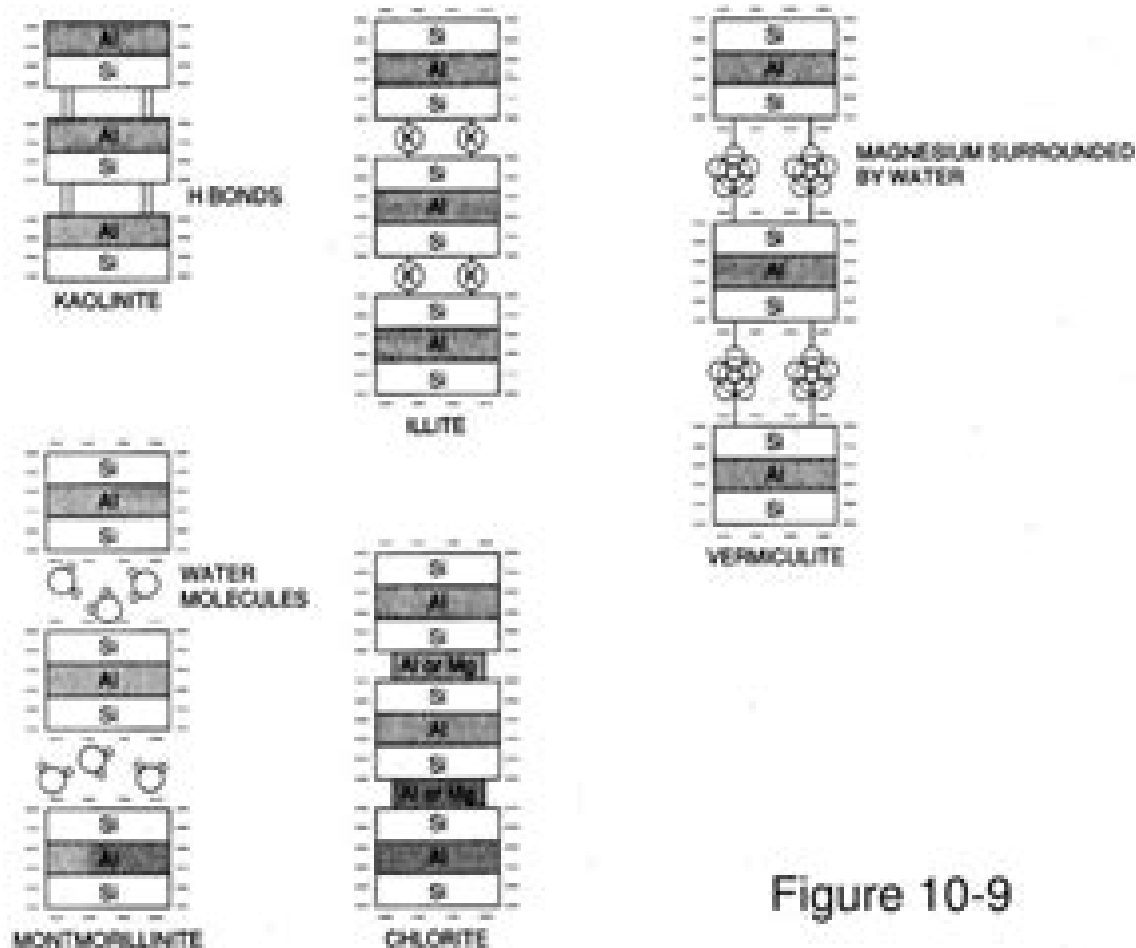 Al
Si
Al
Si
H BONDS
Al
Si
KAOLINITE
Si
Al
Si
K K
Si
Al
Si
K K
Si
Al
Si
ILLITE
Si
Al
Si
MAGNESIUM SURROUNDED
BY WATER
Si
Al
Si
Si
Al
Si
VERMICULITE
Si
Al
Si
WATER
MOLECULES
Si
Al
Si
Si
Al
Si
MONTMORILLINITE
Si
Al
Si
Al or Mg
Si
Al
Si
Al or Mg
Si
Al
Si
CHLORITE
Figure 10-9